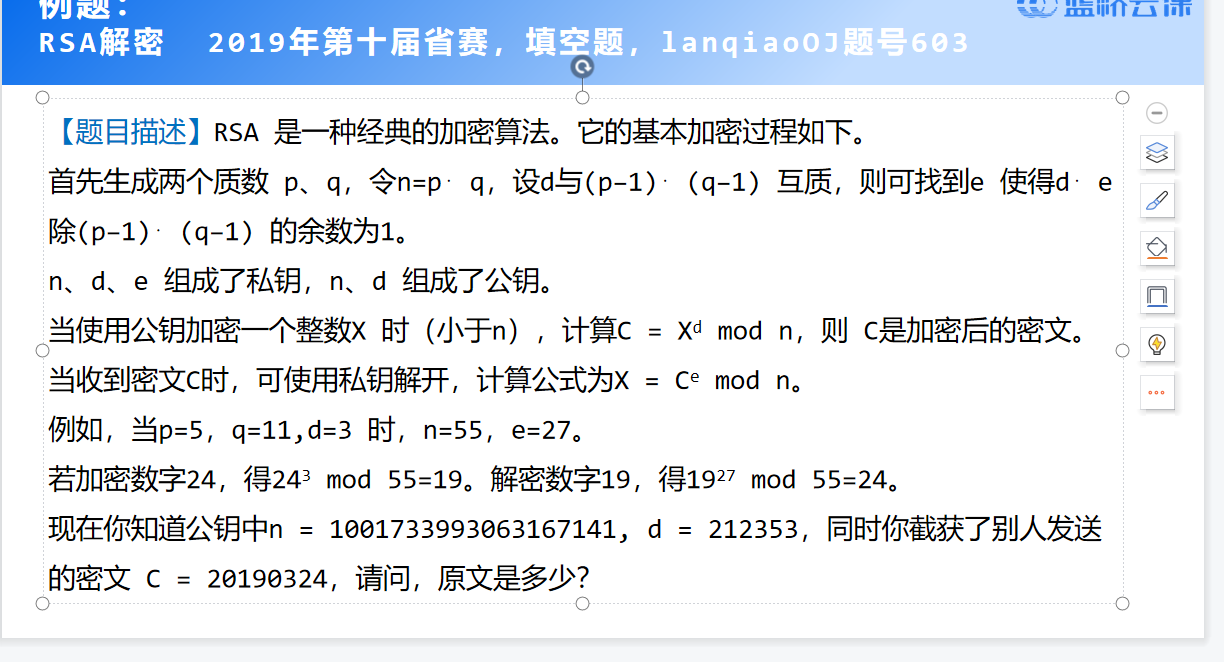 例题：
蓝桥云课
RSA解密 2019年第十届省赛，填空题，lanqiaoOJ题号603
【题目描述】RSA 是一种经典的加密算法。它的基本加密过程如下。
首先生成两个质数 p、q，令n=p· q，设d与(p-1)· (q-1) 互质，则可找到e 使得d· e
除(p-1)· (q-1) 的余数为1。
n、d、e 组成了私钥，n、d 组成了公钥。
当使用公钥加密一个整数X 时（小于n），计算C = Xᵈ mod n，则 C是加密后的密文。
当收到密文C时，可使用私钥解开，计算公式为X = Cᵉ mod n。
例如，当p=5，q=11,d=3 时，n=55，e=27。
若加密数字24，得24³ mod 55=19。解密数字19，得19²⁷ mod 55=24。
现在你知道公钥中n = 1001733993063167141, d = 212353，同时你截获了别人发送
的密文 C = 20190324，请问，原文是多少？